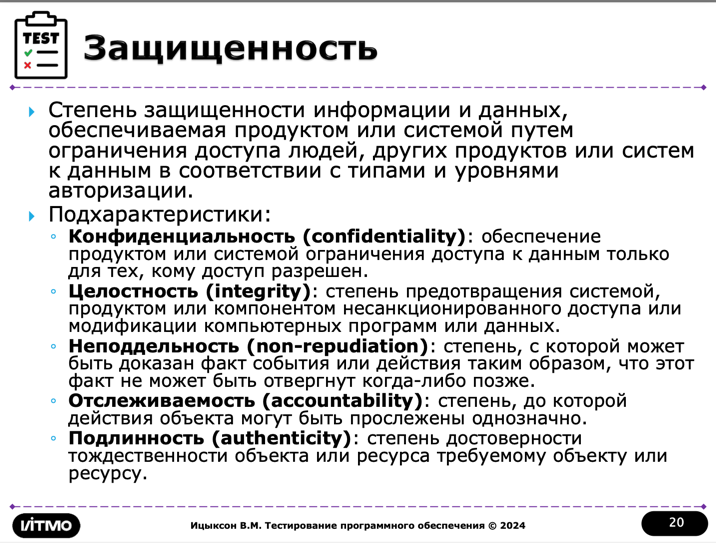 TEST
Защищенность
Степень защищенности информации и данных,
обеспечиваемая продуктом или системой путем
ограничения доступа людей, других продуктов или систем
к данным в соответствии с типами и уровнями
авторизации.
Подхарактеристики:
Конфиденциальность (confidentiality): обеспечение
продуктом или системой ограничения доступа к данным только
для тех, кому доступ разрешен.
Целостность (integrity): степень предотвращения системой,
продуктом или компонентом несанкционированного доступа или
модификации компьютерных программ или данных.
Неподдельность (non-repudiation): степень, с которой может
быть доказан факт события или действия таким образом, что этот
факт не может быть отвергнут когда-либо позже.
Отслеживаемость (accountability): степень, до которой
действия объекта могут быть прослежены однозначно.
Подлинность (authenticity): степень достоверности
тождественности объекта или ресурса требуемому объекту или
ресурсу.
ИТМО
Ицыксон В.М. Тестирование программного обеспечения © 2024
20